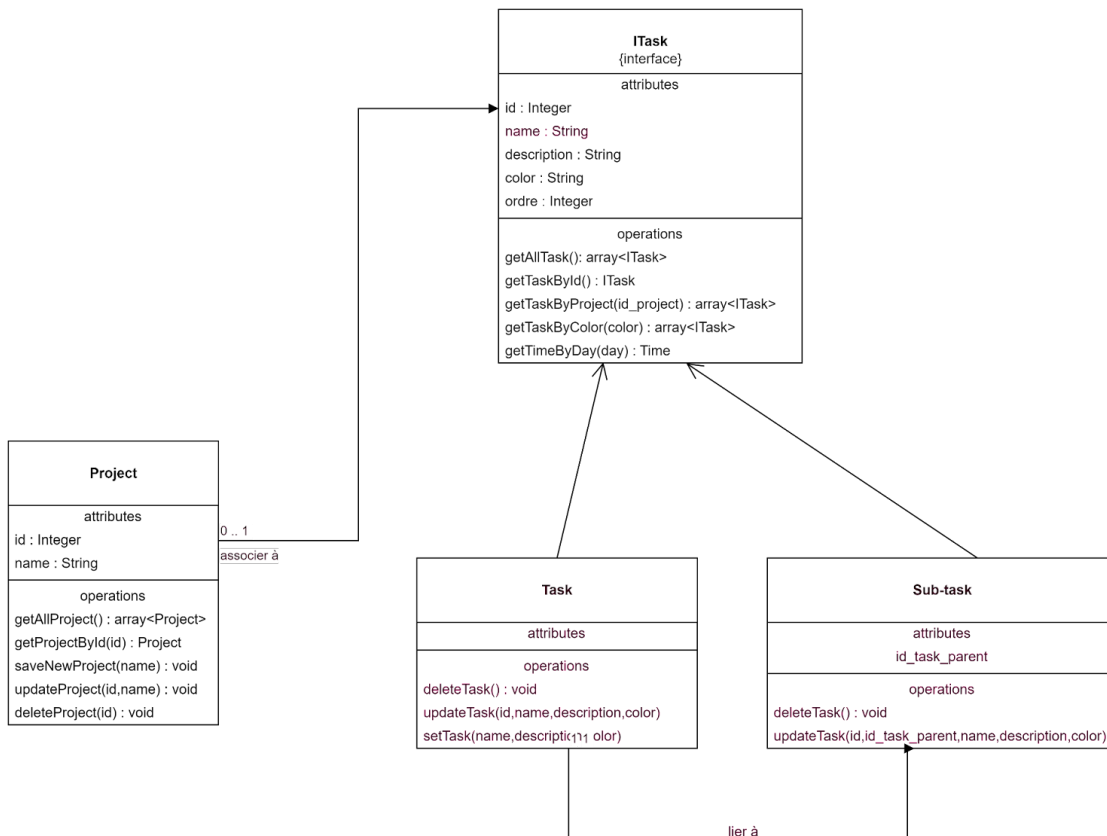 ITask
{interface}
attributes
id : Integer
name : String
description : String
color : String
ordre : Integer
operations
getAllTask(): array<ITask>
getTaskById() : ITask
getTaskByProject(id_project) : array<ITask>
getTaskByColor(color) : array<ITask>
getTimeByDay(day) : Time
Project
attributes
id : Integer
name : String
operations
getAllProject() : array<Project>
getProjectById(id) : Project
saveNewProject(name) : void
updateProject(id,name) : void
deleteProject(id) : void
0 .. 1
associer à
Task
attributes
operations
deleteTask() : void
updateTask(id,name,description,color)
setTask(name,descripti olor)
Sub-task
attributes
id_task_parent
operations
deleteTask() : void
updateTask(id,id_task_parent,name,description,color)
lier à